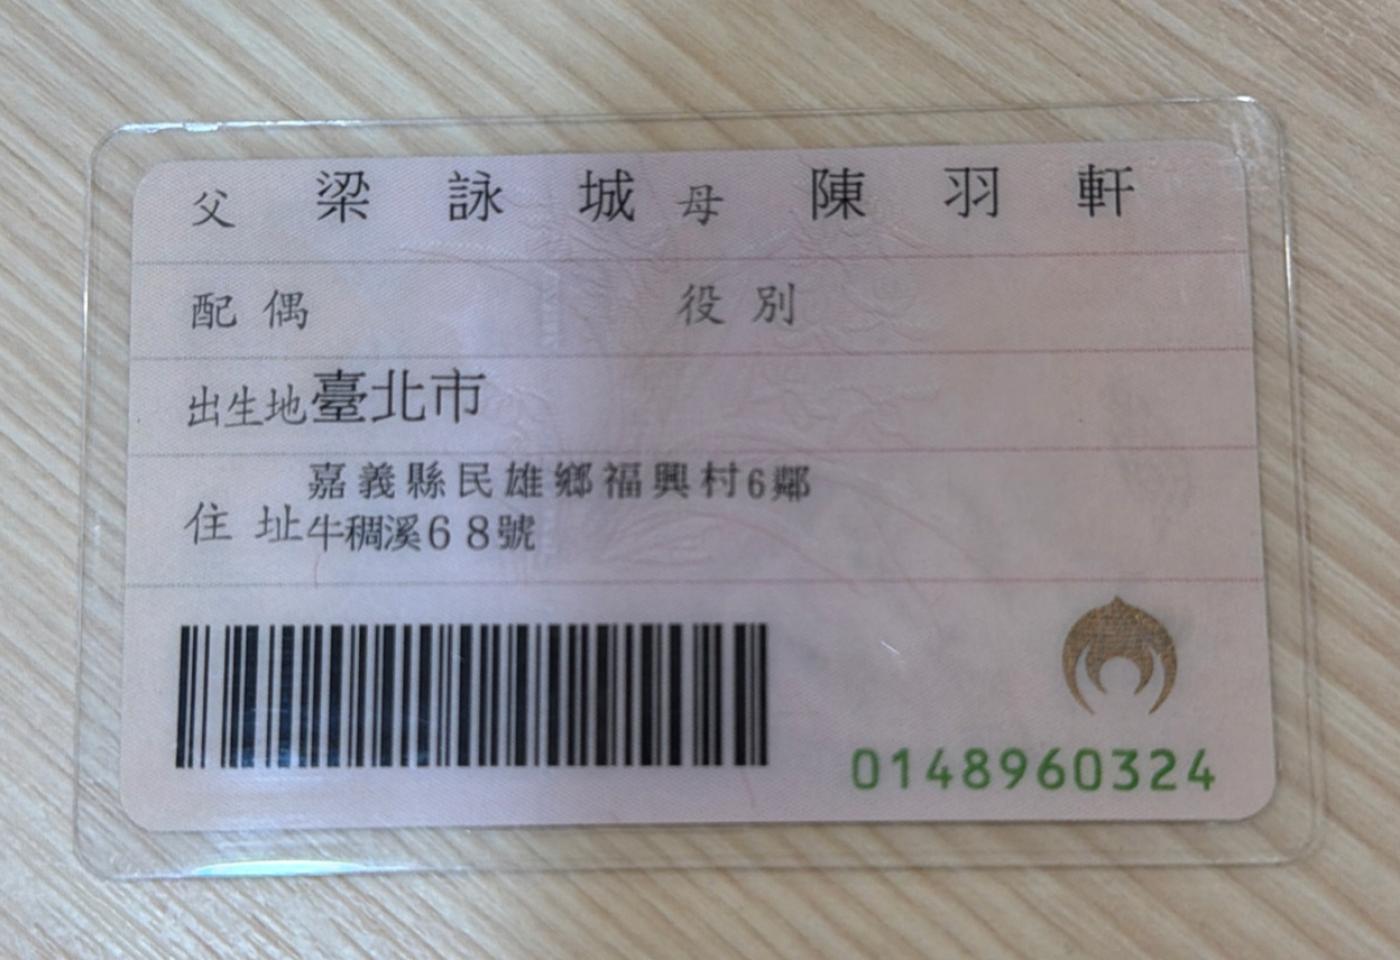 父 梁詠城 母 陳羽軒
配偶 役別
出生地 臺北市
嘉義縣民雄鄉福興村6鄰
住址 牛稠溪68號
0148960324